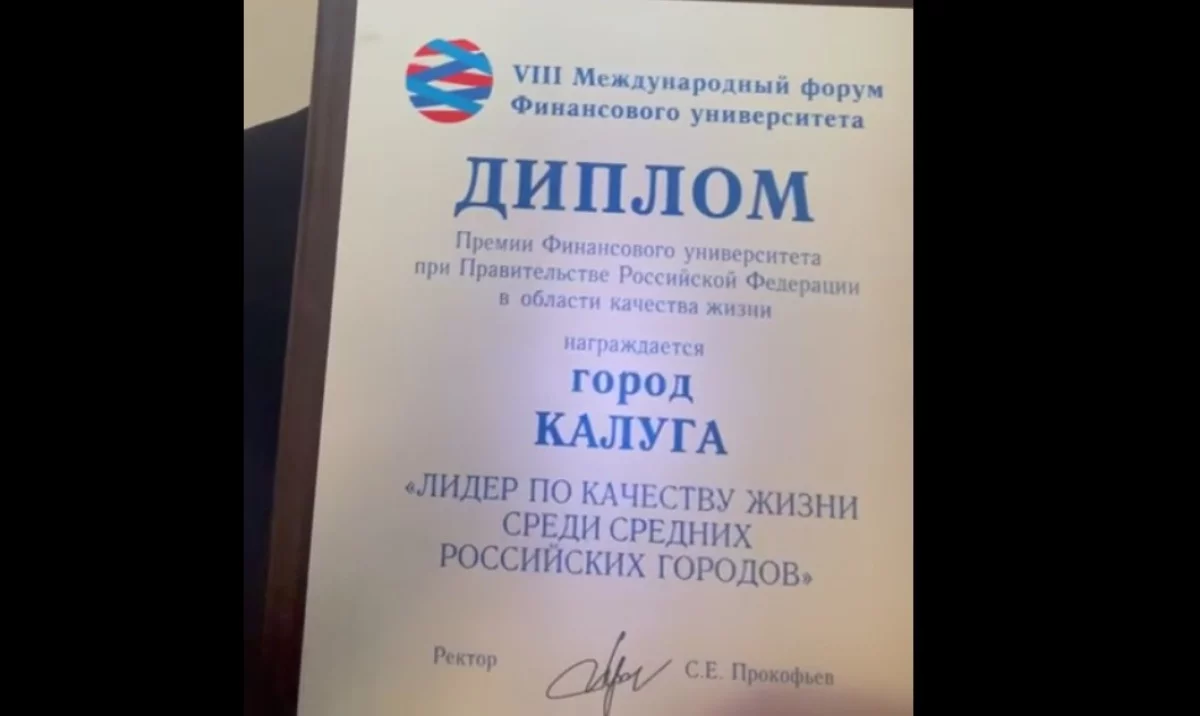 VIII Международный форум
Финансового университета
ДИПЛОМ
Премии Финансового университета
при Правительстве Российской Федерации
в области качества жизни
награждается
город
КАЛУГА
«ЛИДЕР ПО КАЧЕСТВУ ЖИЗНИ
СРЕДИ СРЕДНИХ
РОССИЙСКИХ ГОРОДОВ»
Ректор С.Е. Прокофьев